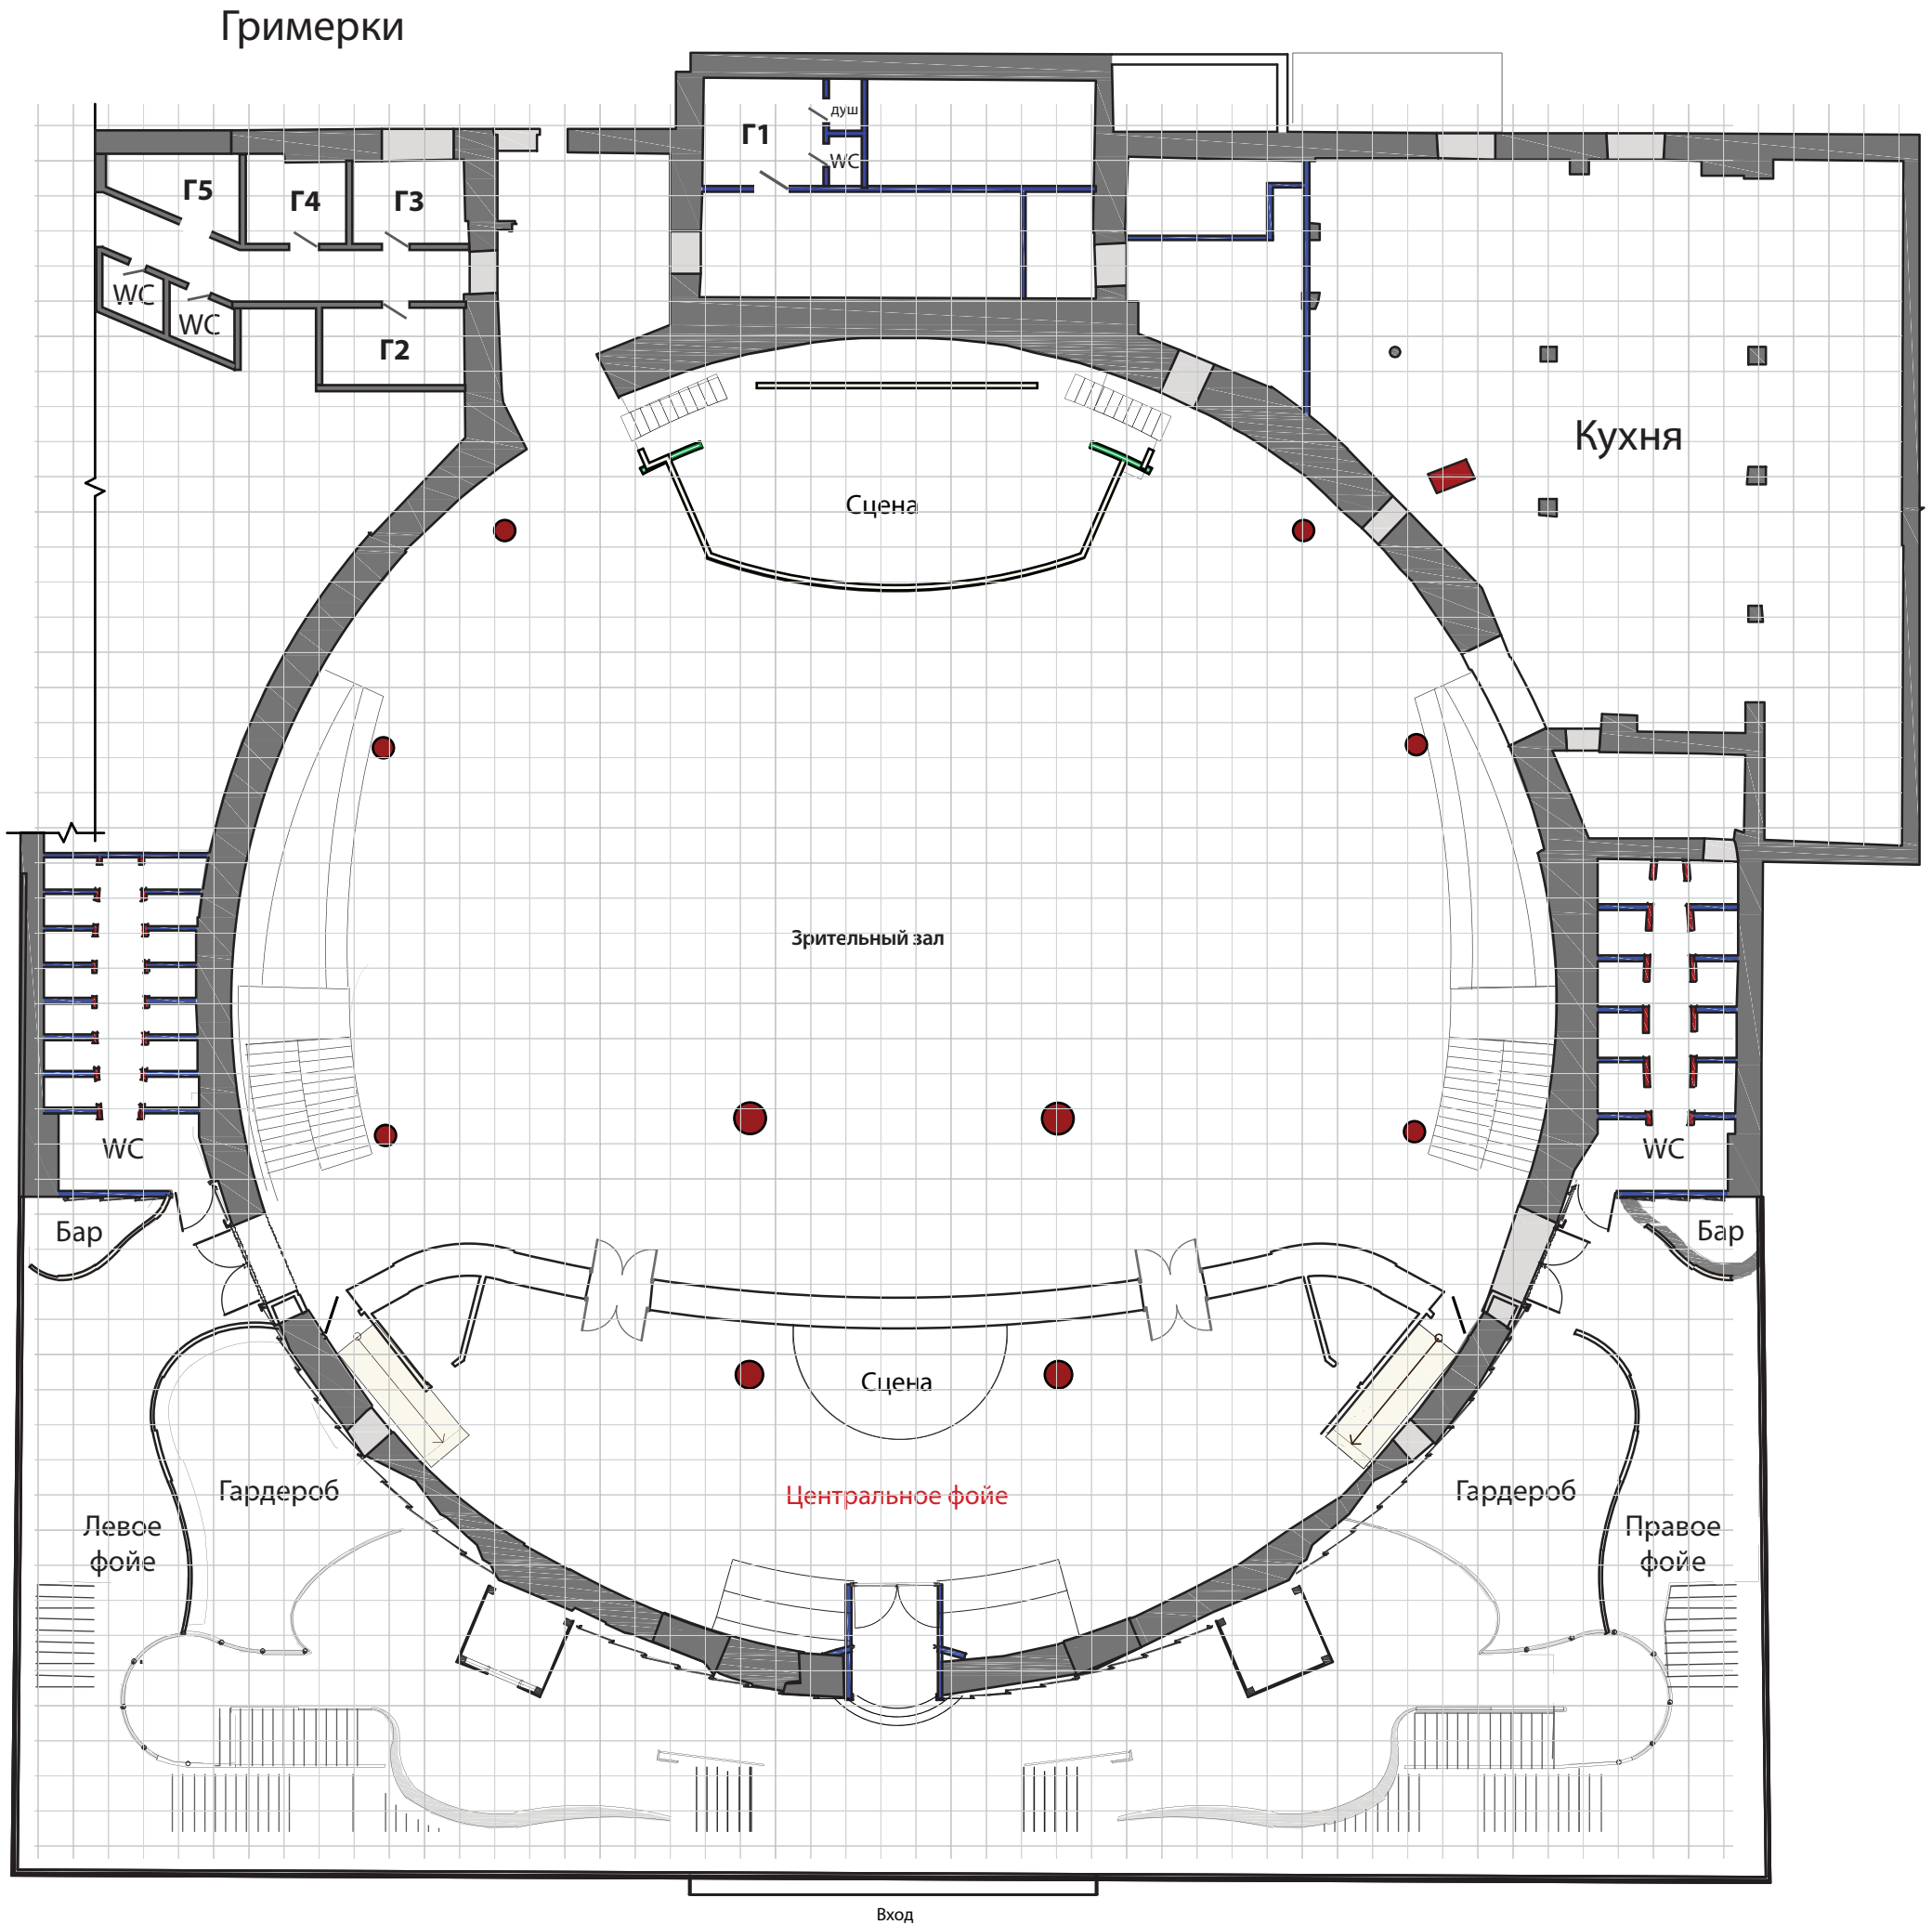 Гримерки
душ
Г1
WC
Г5
Г4
Г3
WC
WC
Г2
Кухня
Сцена
Зрительный зал
WC
WC
Бар
Бар
Сцена
Гардероб
Центральное фойе
Гардероб
Левое
фойе
Правое
фойе
Вход